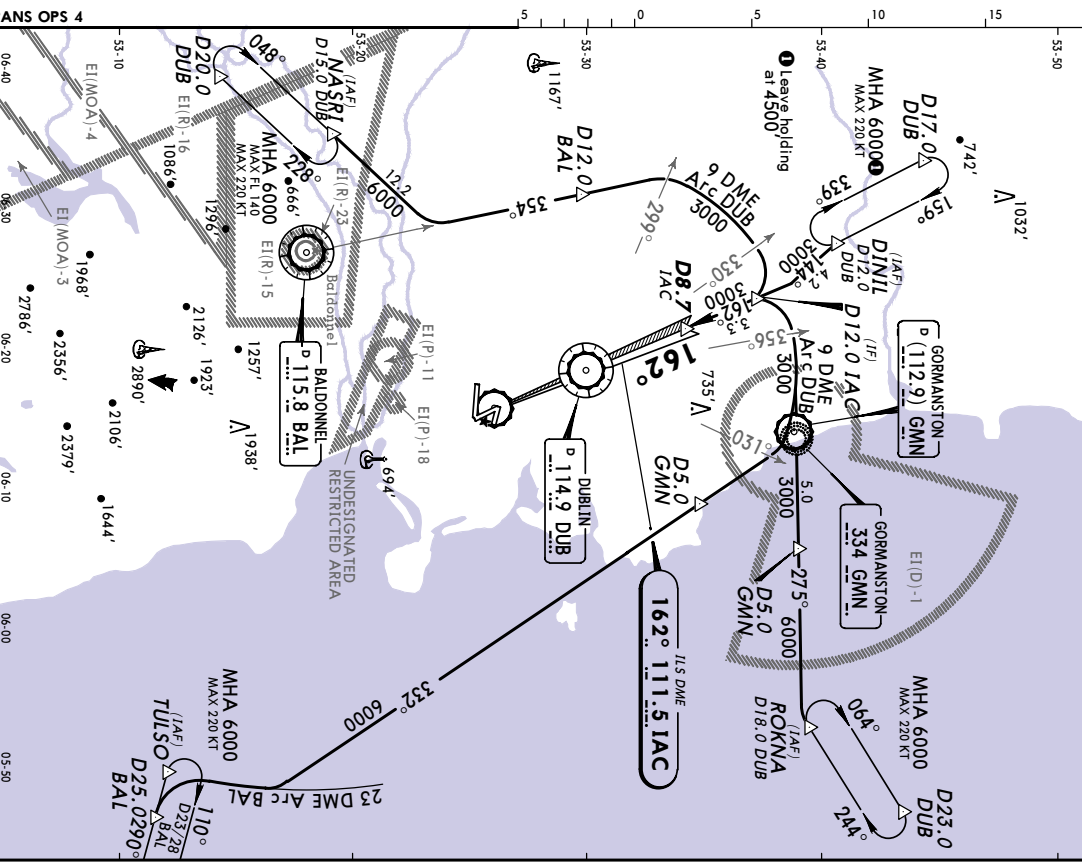 ANS OPS 4
5
0
5
10
15
53-10
53-20
53-30
53-40
53-50
06-40
06-30
06-20
06-10
06-00
05-50
EI(MOA)-4
EI(R)-16
EI(MOA)-3
D20.0
DUB
048°
228°
(IAF)
NASRI
D15.0 DUB
MHA 6000
MAX FL140
MAX 220 KT
12.2
6000
EI(R)-23
EI(R)-15
Baldonnel
1086'
666'
1296'
1167'
D12.0
BAL
354°
9 DME
Arc DUB
3000
299°
330°
356°
1 Leave holding
at 4500'
MHA 6000 1
MAX 220 KT
D17.0
DUB
742'
1032'
339°
159°
(IAF)
DINIL
D12.0
DUB
144°
4.2
3000
162°
3.3
3000
D8.7
IAC
162°
(IF)
D12.0 IAC
9 DME
Arc DUB
3000
GORMANSTON
D (112.9) GMN
GORMANSTON
334 GMN
EI(D)-1
735'
031°
D5.0
GMN
5.0
3000
D5.0
GMN
275°
6000
DUBLIN
D 114.9 DUB
ILS DME
162° 111.5 IAC
BALDONNEL
D 115.8 BAL
EI(P)-11
EI(P)-18
UNDESIGNATED
RESTRICTED AREA
1968'
2786'
2356'
2126'
1257'
1923'
2890'
2106'
2379'
1938'
694'
1644'
332°
6000
(IAF)
ROKNA
D18.0 DUB
MHA 6000
MAX 220 KT
064°
244°
D23.0
DUB
MHA 6000
MAX 220 KT
(IAF)
TULSO
D25.0
BAL
290°
110°
D23/28
BAL
23 DME Arc BAL